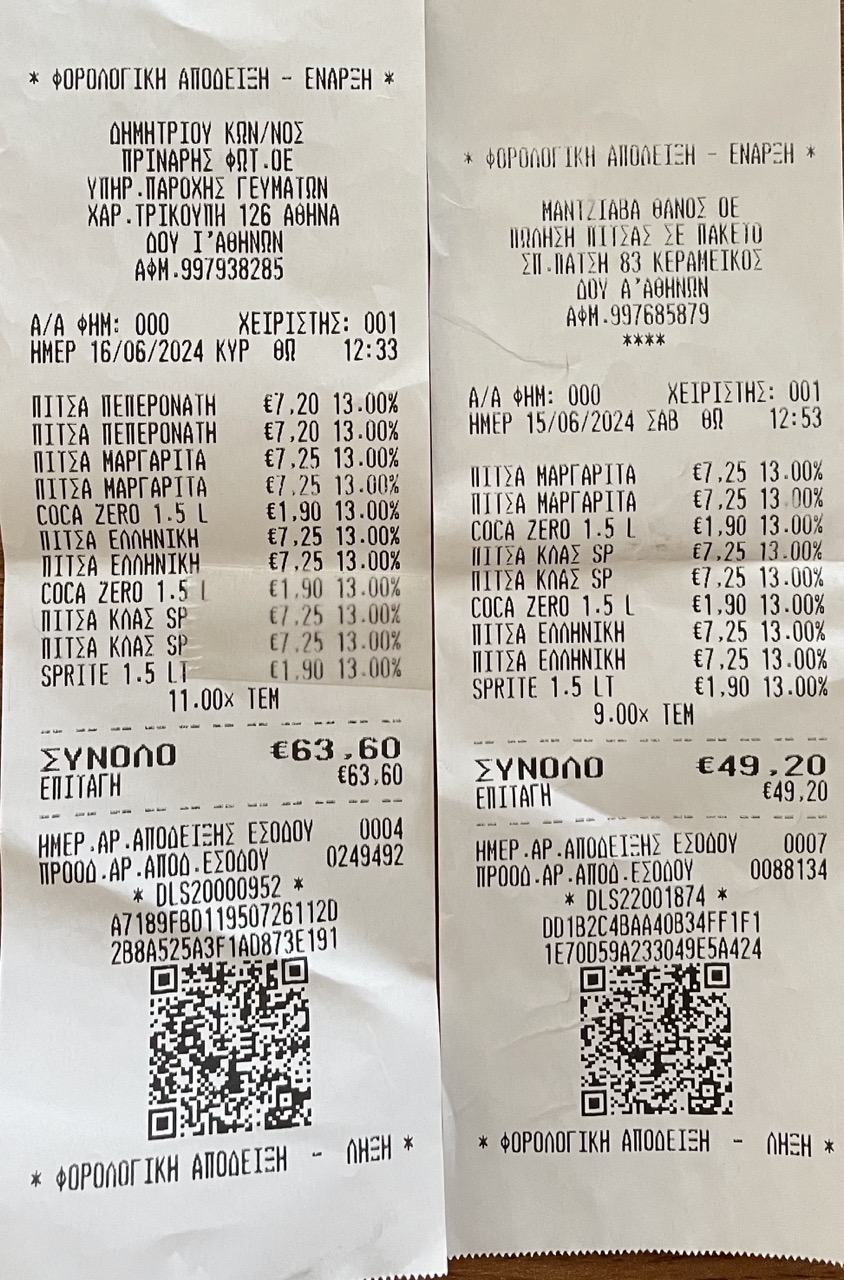 * ΦΟΡΟΛΟΓΙΚΗ ΑΠΟΔΕΙΞΗ - ΕΝΑΡΞΗ *
ΔΗΜΗΤΡΙΟΥ ΚΩΝ/ΝΟΣ
ΠΡΙΝΑΡΗΣ ΦΩΤ.ΟΕ
ΥΠΗΡ.ΠΑΡΟΧΗΣ ΓΕΥΜΑΤΩΝ
ΧΑΡ.ΤΡΙΚΟΥΠΗ 126 ΑΘΗΝΑ
ΔΟΥ Ι'ΑΘΗΝΩΝ
ΑΦΜ.997938285
Α/Α ΦΗΜ: 000 ΧΕΙΡΙΣΤΗΣ: 001
ΗΜΕΡ 16/06/2024 ΚΥΡ ΘΠ 12:33
ΠΙΤΣΑ ΠΕΠΕΡΟΝΑΤΗ €7,20 13.00%
ΠΙΤΣΑ ΠΕΠΕΡΟΝΑΤΗ €7,20 13.00%
ΠΙΤΣΑ ΜΑΡΓΑΡΙΤΑ €7,25 13.00%
ΠΙΤΣΑ ΜΑΡΓΑΡΙΤΑ €7,25 13.00%
COCA ZERO 1.5 L €1,90 13.00%
ΠΙΤΣΑ ΕΛΛΗΝΙΚΗ €7,25 13.00%
ΠΙΤΣΑ ΕΛΛΗΝΙΚΗ €7,25 13.00%
COCA ZERO 1.5 L €1,90 13.00%
ΠΙΤΣΑ ΚΛΑΣ SP €7,25 13.00%
ΠΙΤΣΑ ΚΛΑΣ SP €7,25 13.00%
SPRITE 1.5 LT €1,90 13.00%
11.00x ΤΕΜ
ΣΥΝΟΛΟ €63,60
ΕΠΙΤΑΓΗ €63,60
ΗΜΕΡ.ΑΡ.ΑΠΟΔΕΙΞΗΣ ΕΣΟΔΟΥ 0004
ΠΡΟΟΔ.ΑΡ.ΑΠΟΔ.ΕΣΟΔΟΥ 0249492
* DLS20000952 *
A7189FBD11950726112D
2B8A525A3F1AD873E191
* ΦΟΡΟΛΟΓΙΚΗ ΑΠΟΔΕΙΞΗ - ΛΗΞΗ *
* ΦΟΡΟΛΟΓΙΚΗ ΑΠΟΔΕΙΞΗ - ΕΝΑΡΞΗ *
ΜΑΝΤΖΙΑΒΑ ΘΑΝΟΣ ΟΕ
ΠΩΛΗΣΗ ΠΙΤΣΑΣ ΣΕ ΠΑΚΕΤΟ
ΣΠ.ΠΑΤΣΗ 83 ΚΕΡΑΜΕΙΚΟΣ
ΔΟΥ Α'ΑΘΗΝΩΝ
ΑΦΜ.997685879
****
Α/Α ΦΗΜ: 000 ΧΕΙΡΙΣΤΗΣ: 001
ΗΜΕΡ 15/06/2024 ΣΑΒ ΘΠ 12:53
ΠΙΤΣΑ ΜΑΡΓΑΡΙΤΑ €7,25 13.00%
ΠΙΤΣΑ ΜΑΡΓΑΡΙΤΑ €7,25 13.00%
COCA ZERO 1.5 L €1,90 13.00%
ΠΙΤΣΑ ΚΛΑΣ SP €7,25 13.00%
ΠΙΤΣΑ ΚΛΑΣ SP €7,25 13.00%
COCA ZERO 1.5 L €1,90 13.00%
ΠΙΤΣΑ ΕΛΛΗΝΙΚΗ €7,25 13.00%
ΠΙΤΣΑ ΕΛΛΗΝΙΚΗ €7,25 13.00%
SPRITE 1.5 LT €1,90 13.00%
9.00x ΤΕΜ
ΣΥΝΟΛΟ €49,20
ΕΠΙΤΑΓΗ €49,20
ΗΜΕΡ.ΑΡ.ΑΠΟΔΕΙΞΗΣ ΕΣΟΔΟΥ 0007
ΠΡΟΟΔ.ΑΡ.ΑΠΟΔ.ΕΣΟΔΟΥ 0088134
* DLS22001874 *
DD1B2C4BAA40B34FF1F1
1E70D59A233049E5A424
* ΦΟΡΟΛΟΓΙΚΗ ΑΠΟΔΕΙΞΗ - ΛΗΞΗ *